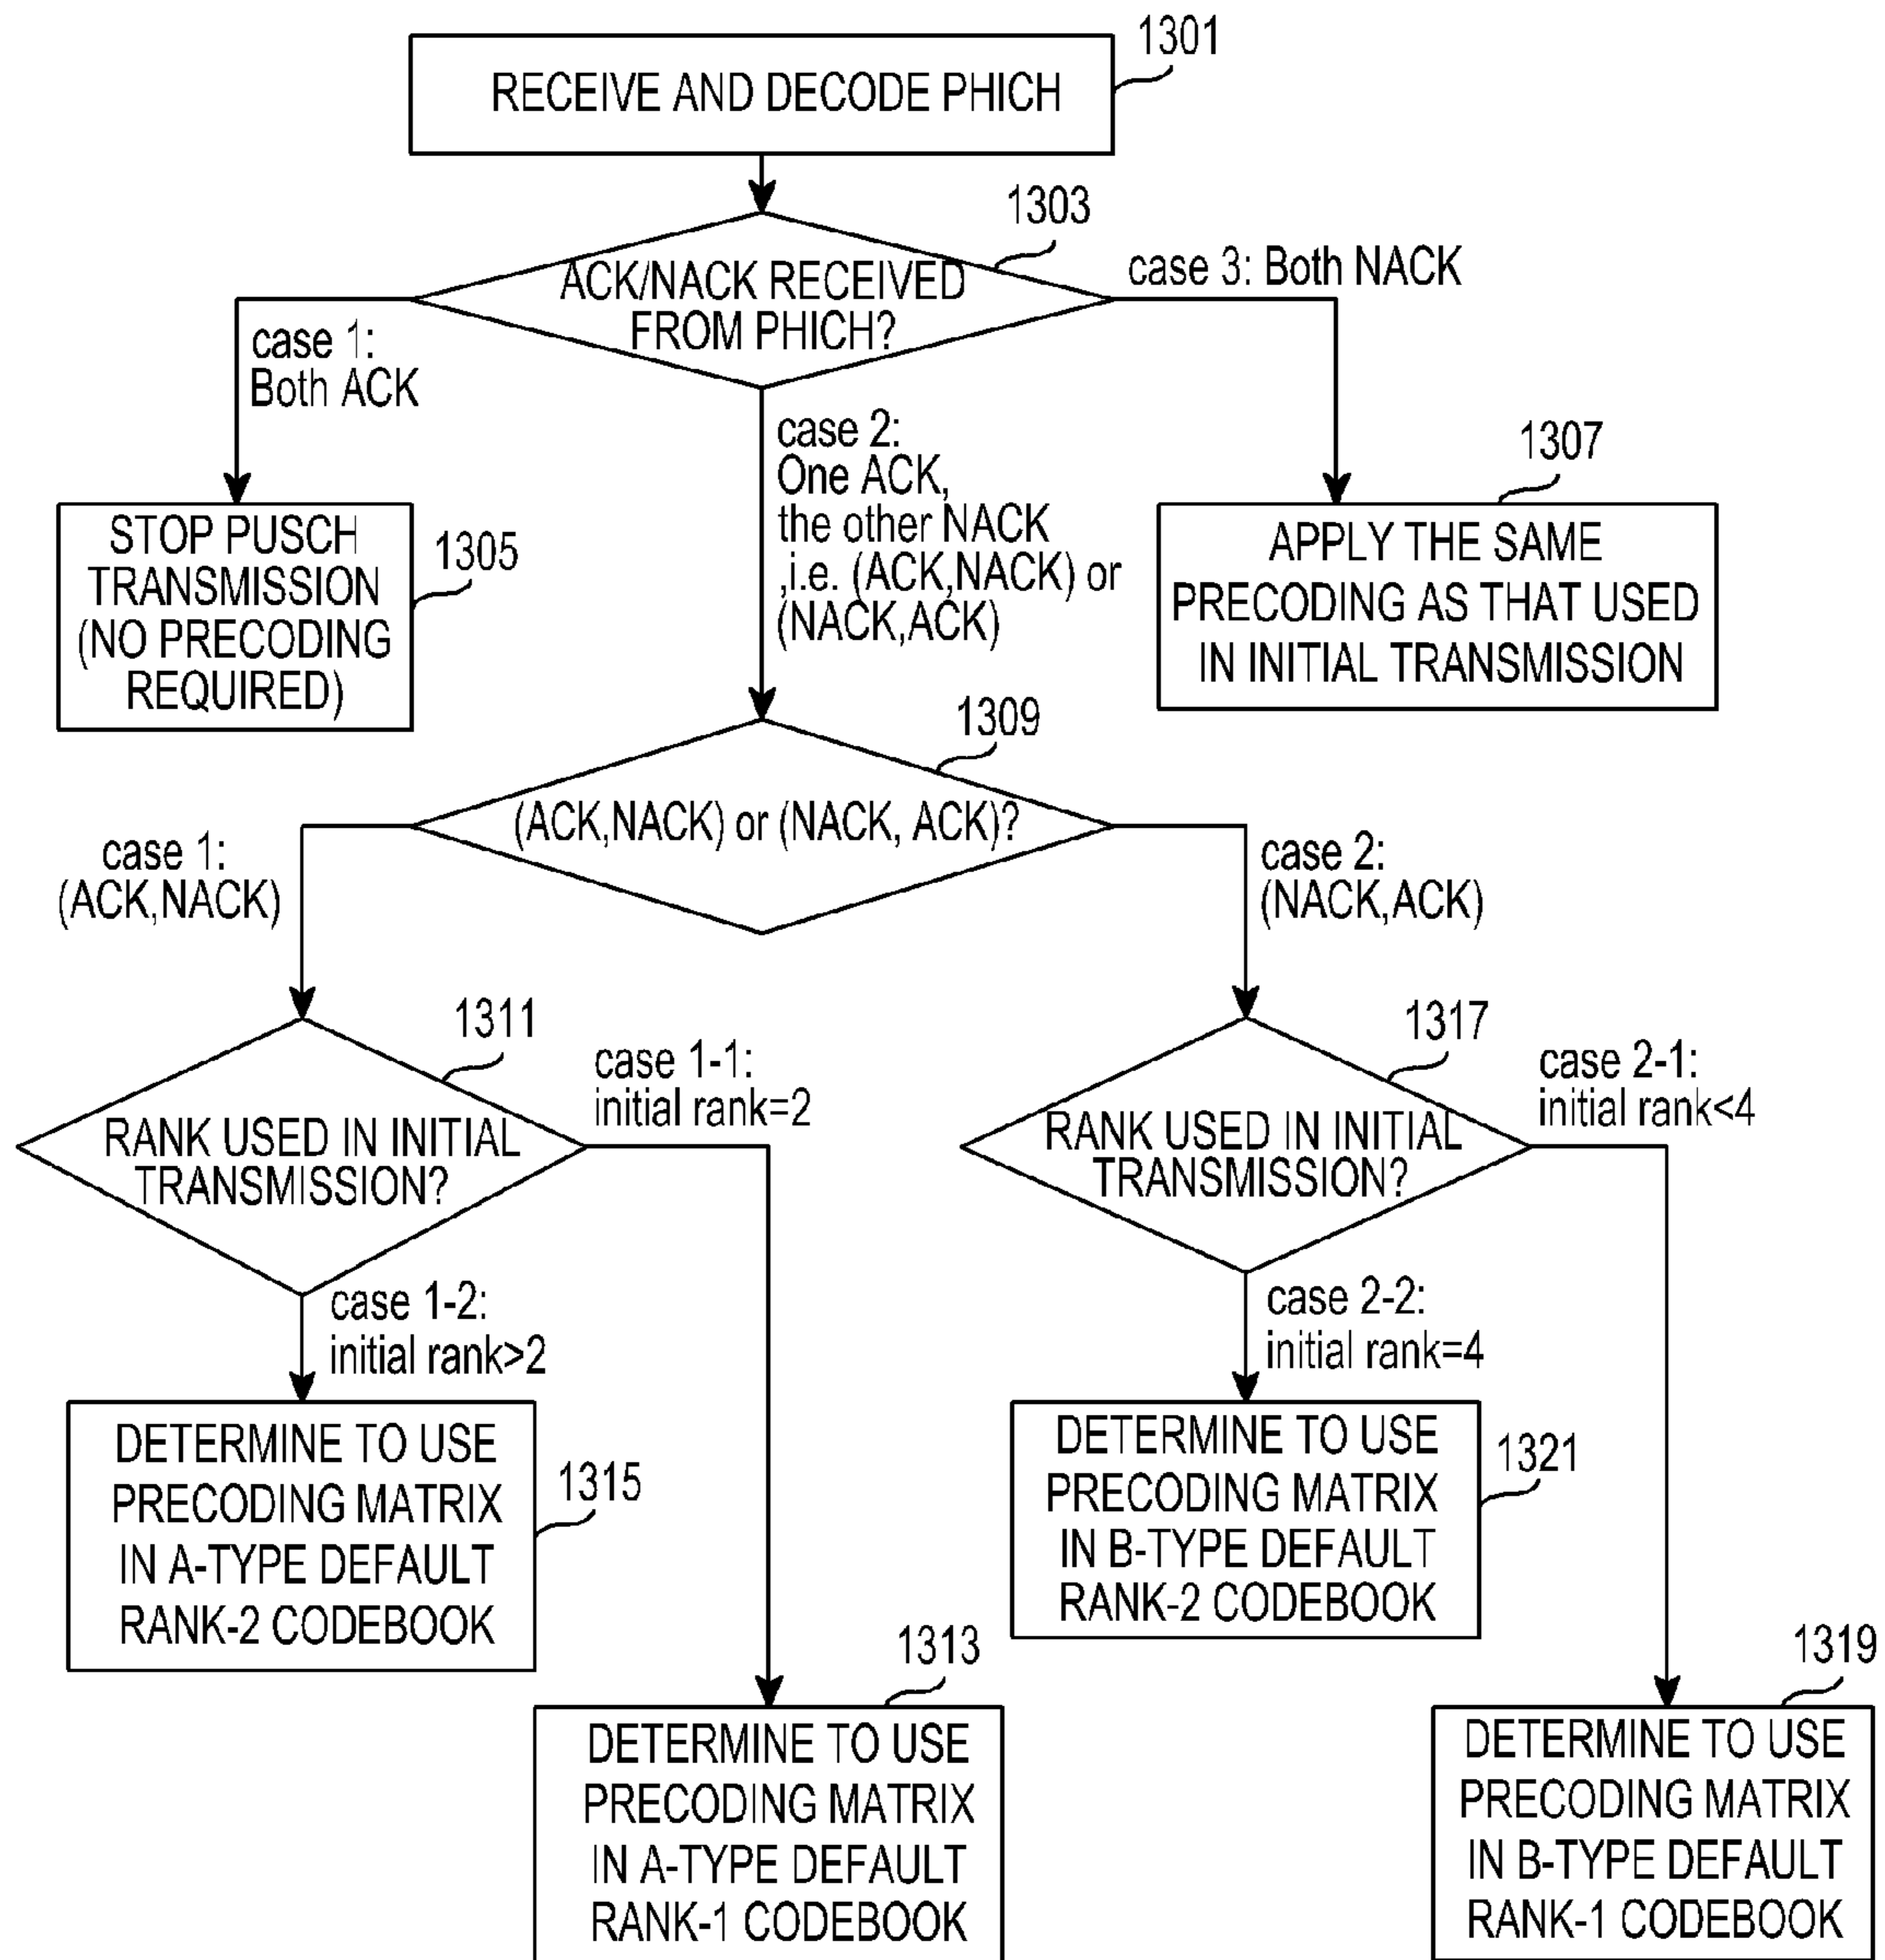 1301
RECEIVE AND DECODE PHICH
1303
ACK/NACK RECEIVED
FROM PHICH?
case 1:
Both ACK
case 2:
One ACK,
the other NACK
,i.e. (ACK,NACK) or
(NACK,ACK)
case 3: Both NACK
STOP PUSCH
TRANSMISSION
(NO PRECODING
REQUIRED)
1305
1307
APPLY THE SAME
PRECODING AS THAT USED
IN INITIAL TRANSMISSION
1309
(ACK,NACK) or (NACK, ACK)?
case 1:
(ACK,NACK)
case 2:
(NACK,ACK)
1311
RANK USED IN INITIAL
TRANSMISSION?
case 1-1:
initial rank=2
case 1-2:
initial rank>2
1317
RANK USED IN INITIAL
TRANSMISSION?
case 2-1:
initial rank<4
case 2-2:
initial rank=4
DETERMINE TO USE
PRECODING MATRIX
IN A-TYPE DEFAULT
RANK-2 CODEBOOK
1315
DETERMINE TO USE
PRECODING MATRIX
IN B-TYPE DEFAULT
RANK-2 CODEBOOK
1321
1313
DETERMINE TO USE
PRECODING MATRIX
IN A-TYPE DEFAULT
RANK-1 CODEBOOK
1319
DETERMINE TO USE
PRECODING MATRIX
IN B-TYPE DEFAULT
RANK-1 CODEBOOK